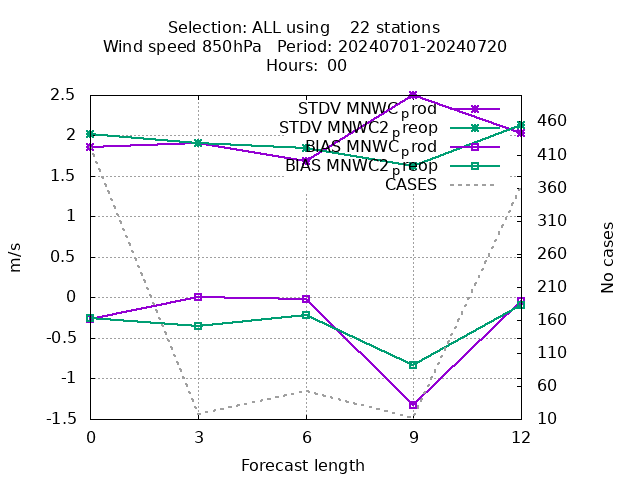 Selection: ALL using 22 stations
Wind speed 850hPa Period: 20240701-20240720
Hours: 00
STDV MNWC_prod
STDV MNWC2_preop
BIAS MNWC_prod
BIAS MNWC2_preop
CASES
2.5
2
1.5
1
0.5
0
-0.5
-1
-1.5
m/s
460
410
360
310
260
210
160
110
60
10
No cases
0 3 6 9 12
Forecast length